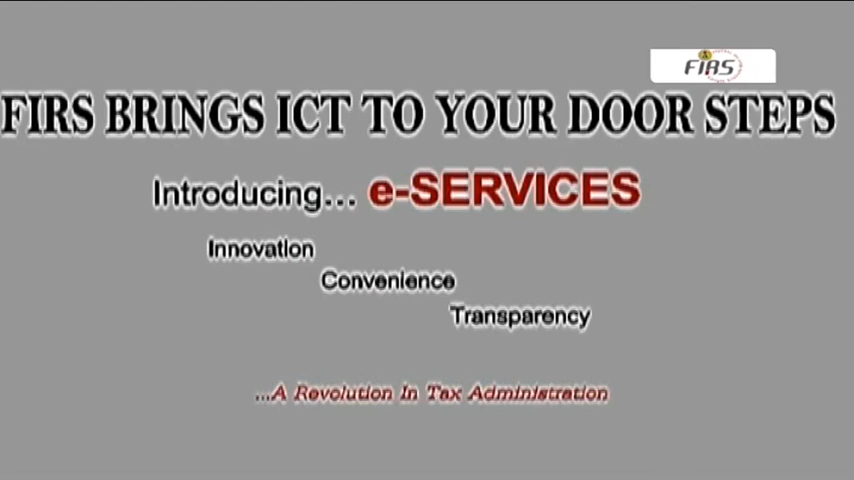 FIRS
FIRS BRINGS ICT TO YOUR DOOR STEPS
Introducing... e-SERVICES
Innovation
Convenience
Transparency
...A Revolution In Tax Administration